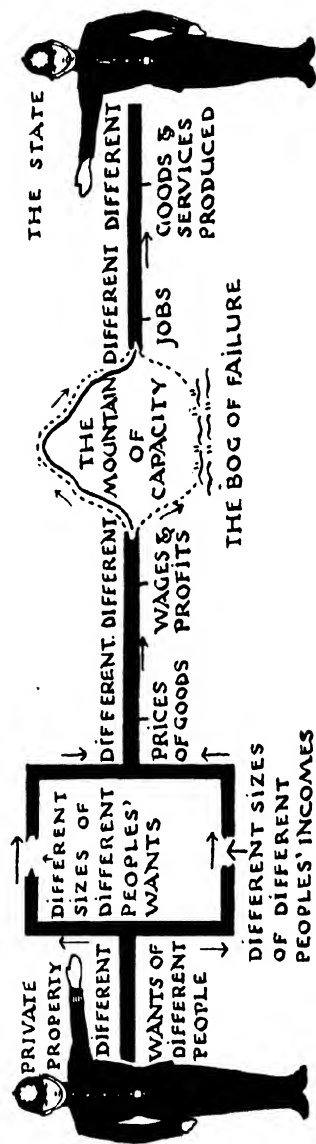 PRIVATE
PROPERTY
DIFFERENT
WANTS OF
DIFFERENT
PEOPLE
DIFFERENT
SIZES OF
DIFFERENT
PEOPLES'
WANTS
DIFFERENT SIZES
OF DIFFERENT
PEOPLES' INCOMES
DIFFERENT.
PRICES
OF GOODS
DIFFERENT
WAGES &
PROFITS
THE
MOUNTAIN
OF
CAPACITY
THE BOG OF FAILURE
DIFFERENT
JOBS
DIFFERENT
GOODS &
SERVICES
PRODUCED
THE STATE